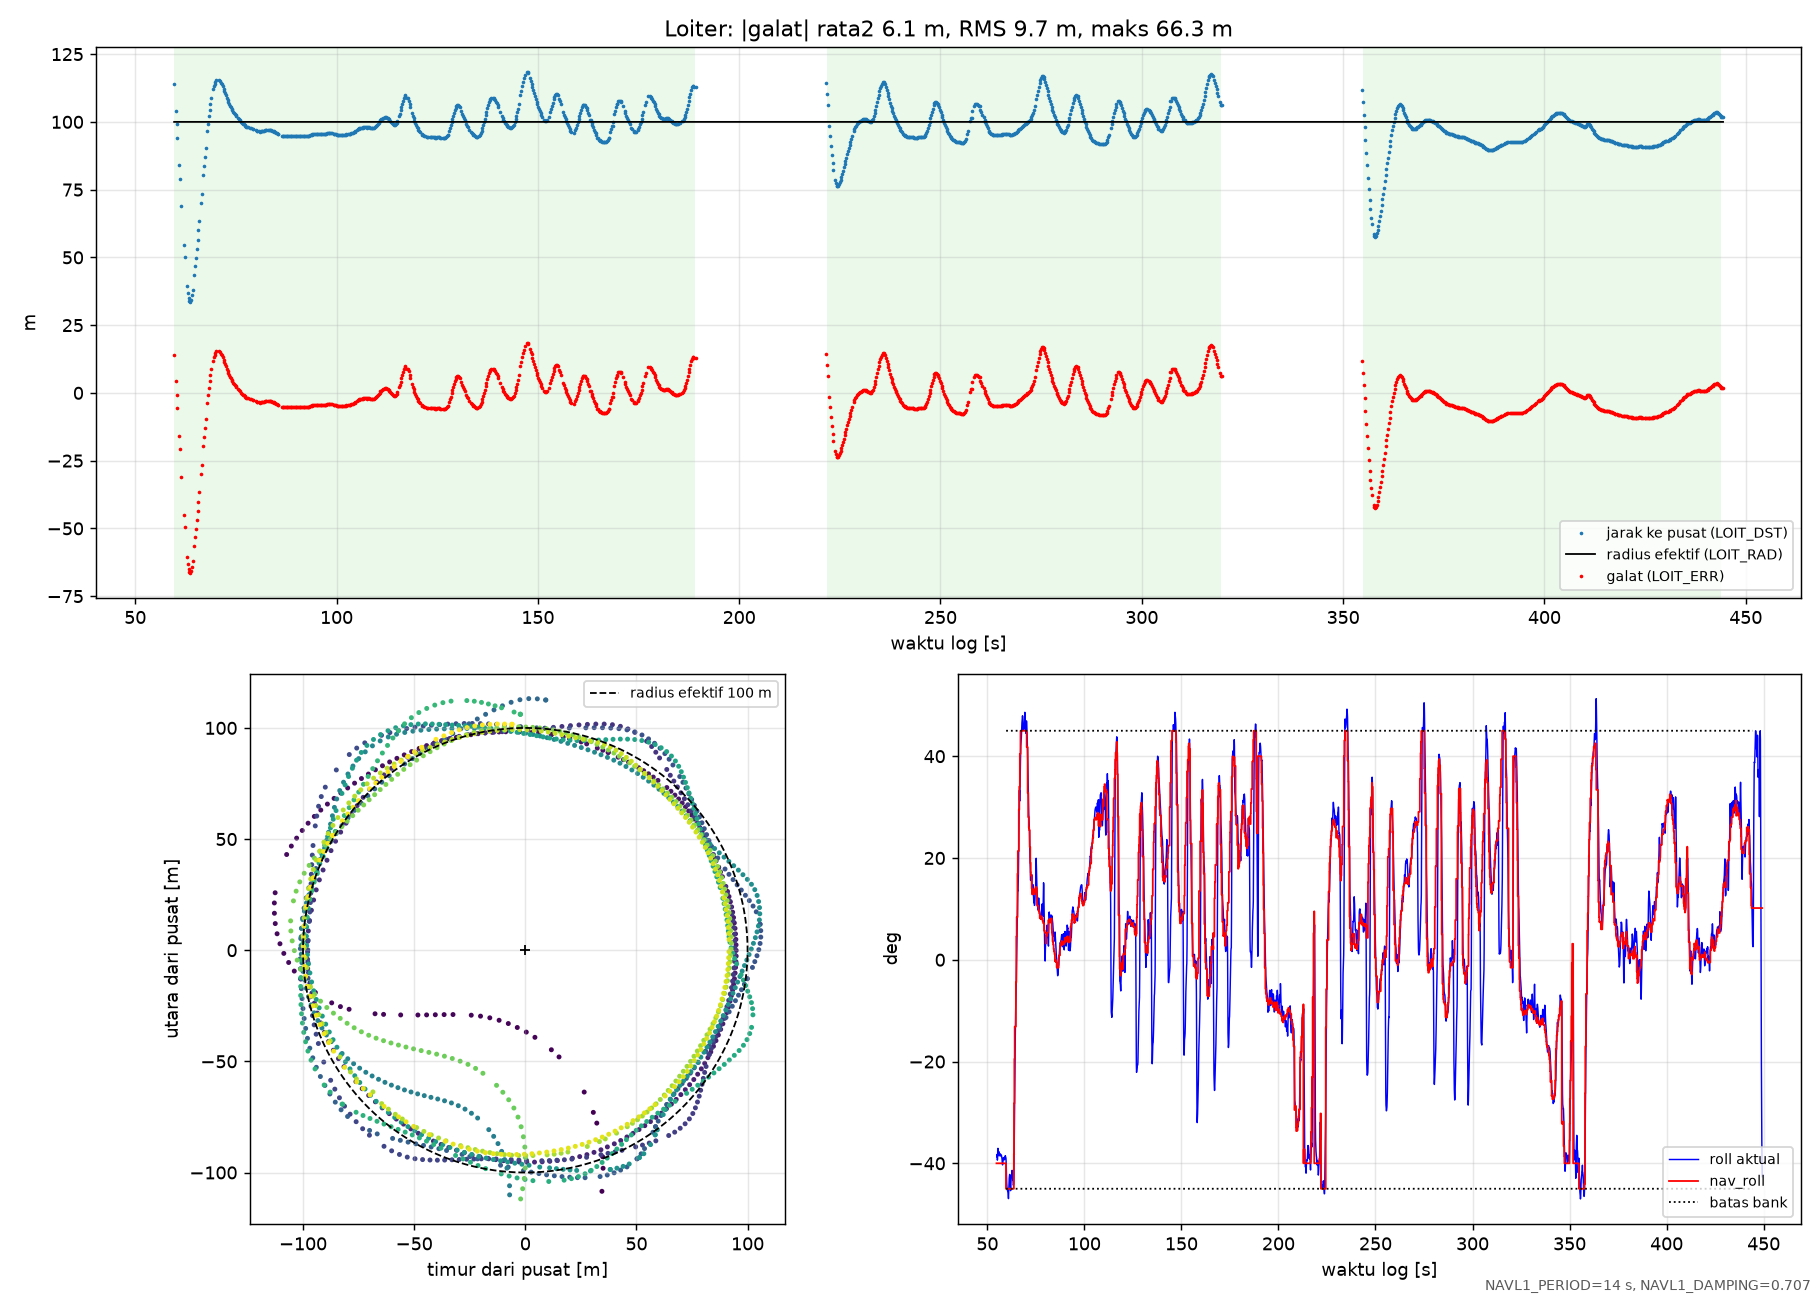 Loiter: |galat| rata2 6.1 m, RMS 9.7 m, maks 66.3 m
125
100
75
50
25
0
−25
−50
−75
m
jarak ke pusat (LOIT_DST)
radius efektif (LOIT_RAD)
galat (LOIT_ERR)
50 100 150 200 250 300 350 400 450
waktu log [s]
radius efektif 100 m
100
50
0
−50
−100
utara dari pusat [m]
−100 −50 0 50 100
timur dari pusat [m]
40
20
0
−20
−40
deg
roll aktual
nav_roll
batas bank
50 100 150 200 250 300 350 400 450
waktu log [s]
NAVL1_PERIOD=14 s, NAVL1_DAMPING=0.707